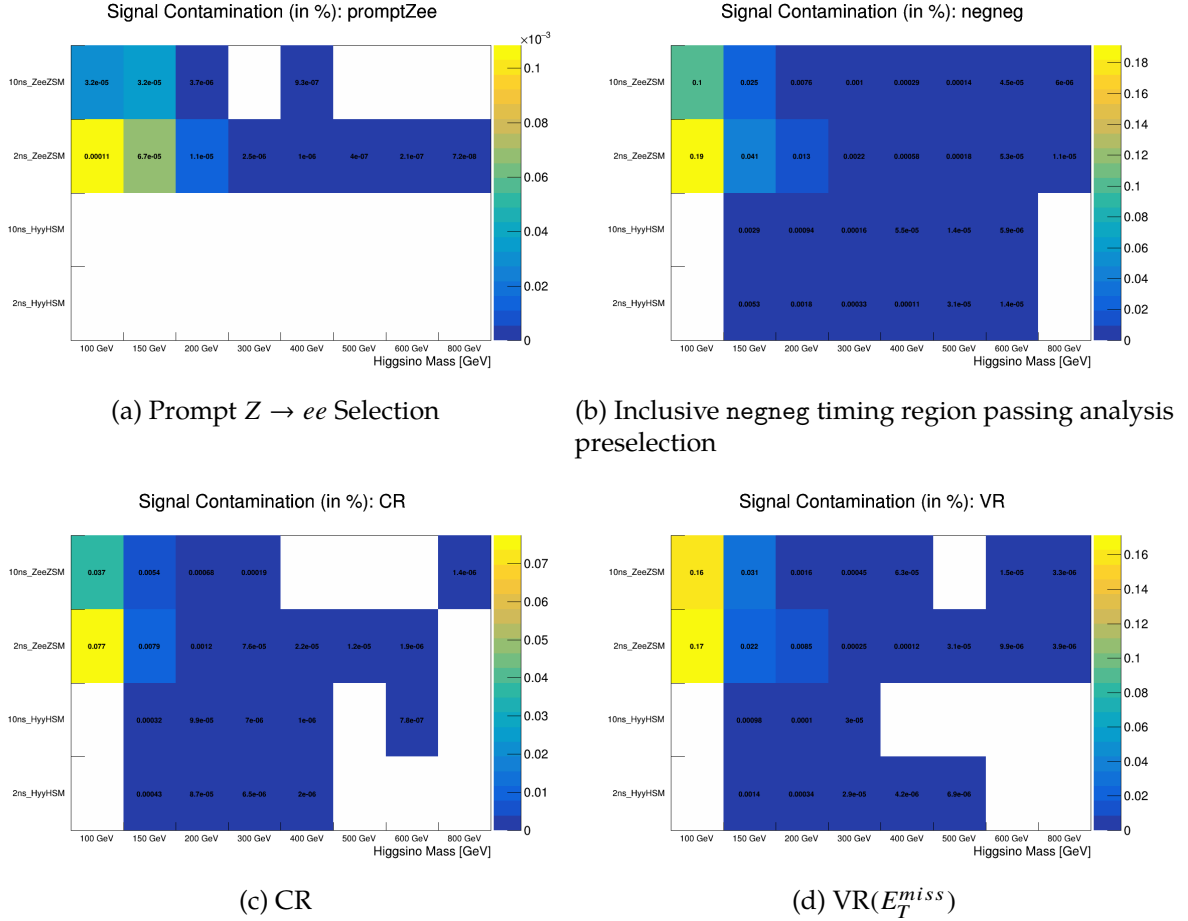 Signal Contamination (in %): promptZee
×10⁻³
10ns_ZeeZSM 3.2e-05 3.2e-05 3.7e-06 9.3e-07
2ns_ZeeZSM 0.00011 6.7e-05 1.1e-05 2.5e-06 1e-06 4e-07 2.1e-07 7.2e-08
10ns_HyyHSM
2ns_HyyHSM
100 GeV 150 GeV 200 GeV 300 GeV 400 GeV 500 GeV 600 GeV 800 GeV
Higgsino Mass [GeV]
0.1
0.08
0.06
0.04
0.02
0
(a) Prompt Z → ee Selection
Signal Contamination (in %): negneg
10ns_ZeeZSM 0.1 0.025 0.0076 0.001 0.00029 0.00014 4.5e-05 6e-06
2ns_ZeeZSM 0.19 0.041 0.013 0.0022 0.00058 0.00018 5.3e-05 1.1e-05
10ns_HyyHSM 0.0029 0.00094 0.00016 5.5e-05 1.4e-05 5.9e-06
2ns_HyyHSM 0.0053 0.0018 0.00033 0.00011 3.1e-05 1.4e-05
100 GeV 150 GeV 200 GeV 300 GeV 400 GeV 500 GeV 600 GeV 800 GeV
Higgsino Mass [GeV]
0.18
0.16
0.14
0.12
0.1
0.08
0.06
0.04
0.02
0
(b) Inclusive negneg timing region passing analysis
preselection
Signal Contamination (in %): CR
10ns_ZeeZSM 0.037 0.0054 0.00068 0.00019 1.4e-06
2ns_ZeeZSM 0.077 0.0079 0.0012 7.6e-05 2.2e-05 1.2e-05 1.9e-06
10ns_HyyHSM 0.00032 9.9e-05 7e-06 1e-06 7.8e-07
2ns_HyyHSM 0.00043 8.7e-05 6.5e-06 2e-06
100 GeV 150 GeV 200 GeV 300 GeV 400 GeV 500 GeV 600 GeV 800 GeV
Higgsino Mass [GeV]
0.07
0.06
0.05
0.04
0.03
0.02
0.01
0
(c) CR
Signal Contamination (in %): VR
10ns_ZeeZSM 0.16 0.031 0.0016 0.00045 6.3e-05 1.5e-05 3.3e-06
2ns_ZeeZSM 0.17 0.022 0.0085 0.00025 0.00012 3.1e-05 9.9e-06 3.9e-06
10ns_HyyHSM 0.00098 0.0001 3e-05
2ns_HyyHSM 0.0014 0.00034 2.9e-05 4.2e-06 6.9e-06
100 GeV 150 GeV 200 GeV 300 GeV 400 GeV 500 GeV 600 GeV 800 GeV
Higgsino Mass [GeV]
0.16
0.14
0.12
0.1
0.08
0.06
0.04
0.02
0
(d) VR(E_T^miss)